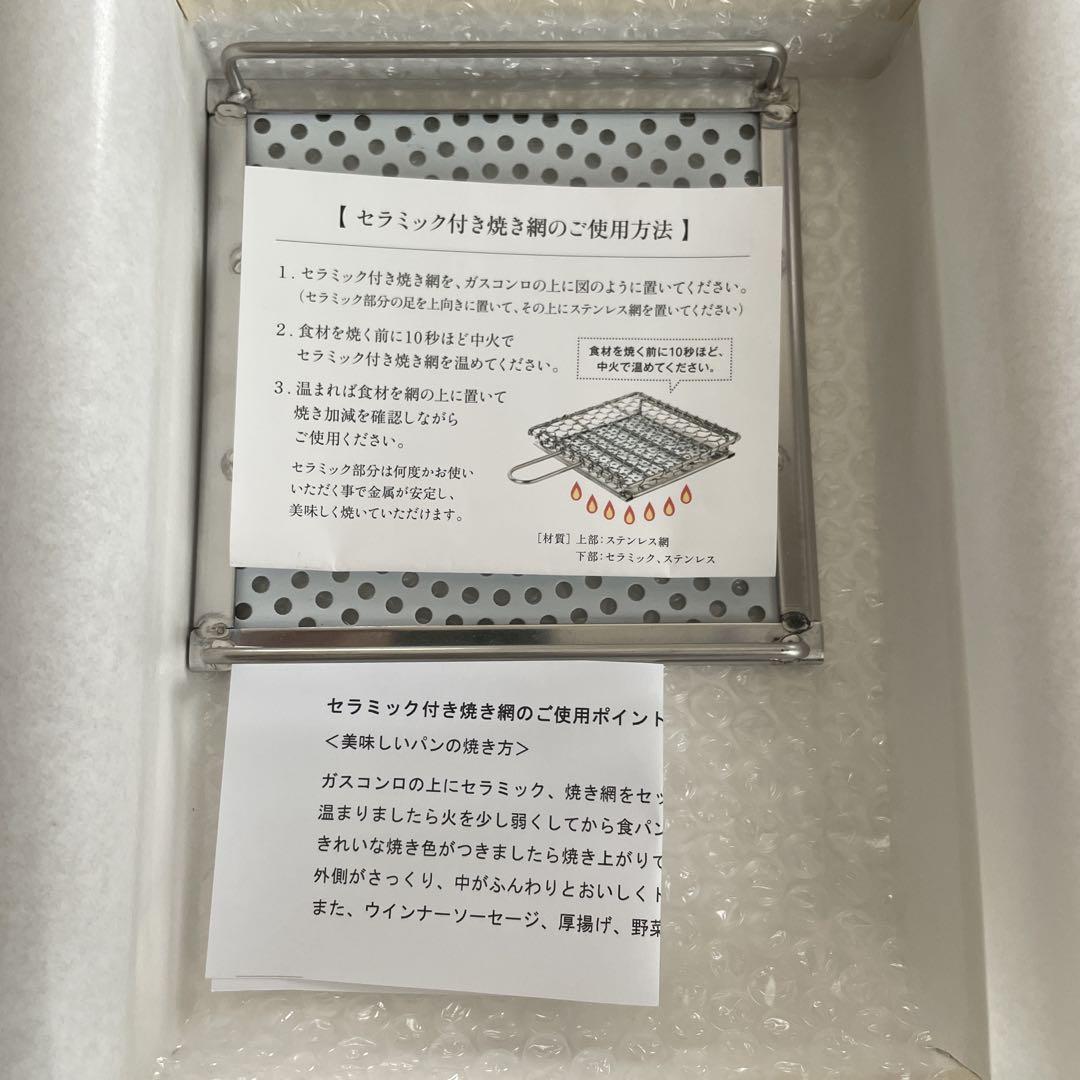 【 セラミック付き焼き網のご使用方法 】
1. セラミック付き焼き網を、ガスコンロの上に図のように置いてください。
（セラミック部分の足を上向きに置いて、その上にステンレス網を置いてください）
2. 食材を焼く前に10秒ほど中火で
セラミック付き焼き網を温めてください。
食材を焼く前に10秒ほど、
中火で温めてください。
3. 温まれば食材を網の上に置いて
焼き加減を確認しながら
ご使用ください。
セラミック部分は何度かお使い
いただく事で金属が安定し、
美味しく焼いていただけます。
［材質］上部：ステンレス網
下部：セラミック、ステンレス
セラミック付き焼き網のご使用ポイント
＜美味しいパンの焼き方＞
ガスコンロの上にセラミック、焼き網をセッ
温まりましたら火を少し弱くしてから食パン
きれいな焼き色がつきましたら焼き上がりで
外側がさっくり、中がふんわりとおいしくト
また、ウインナーソーセージ、厚揚げ、野菜